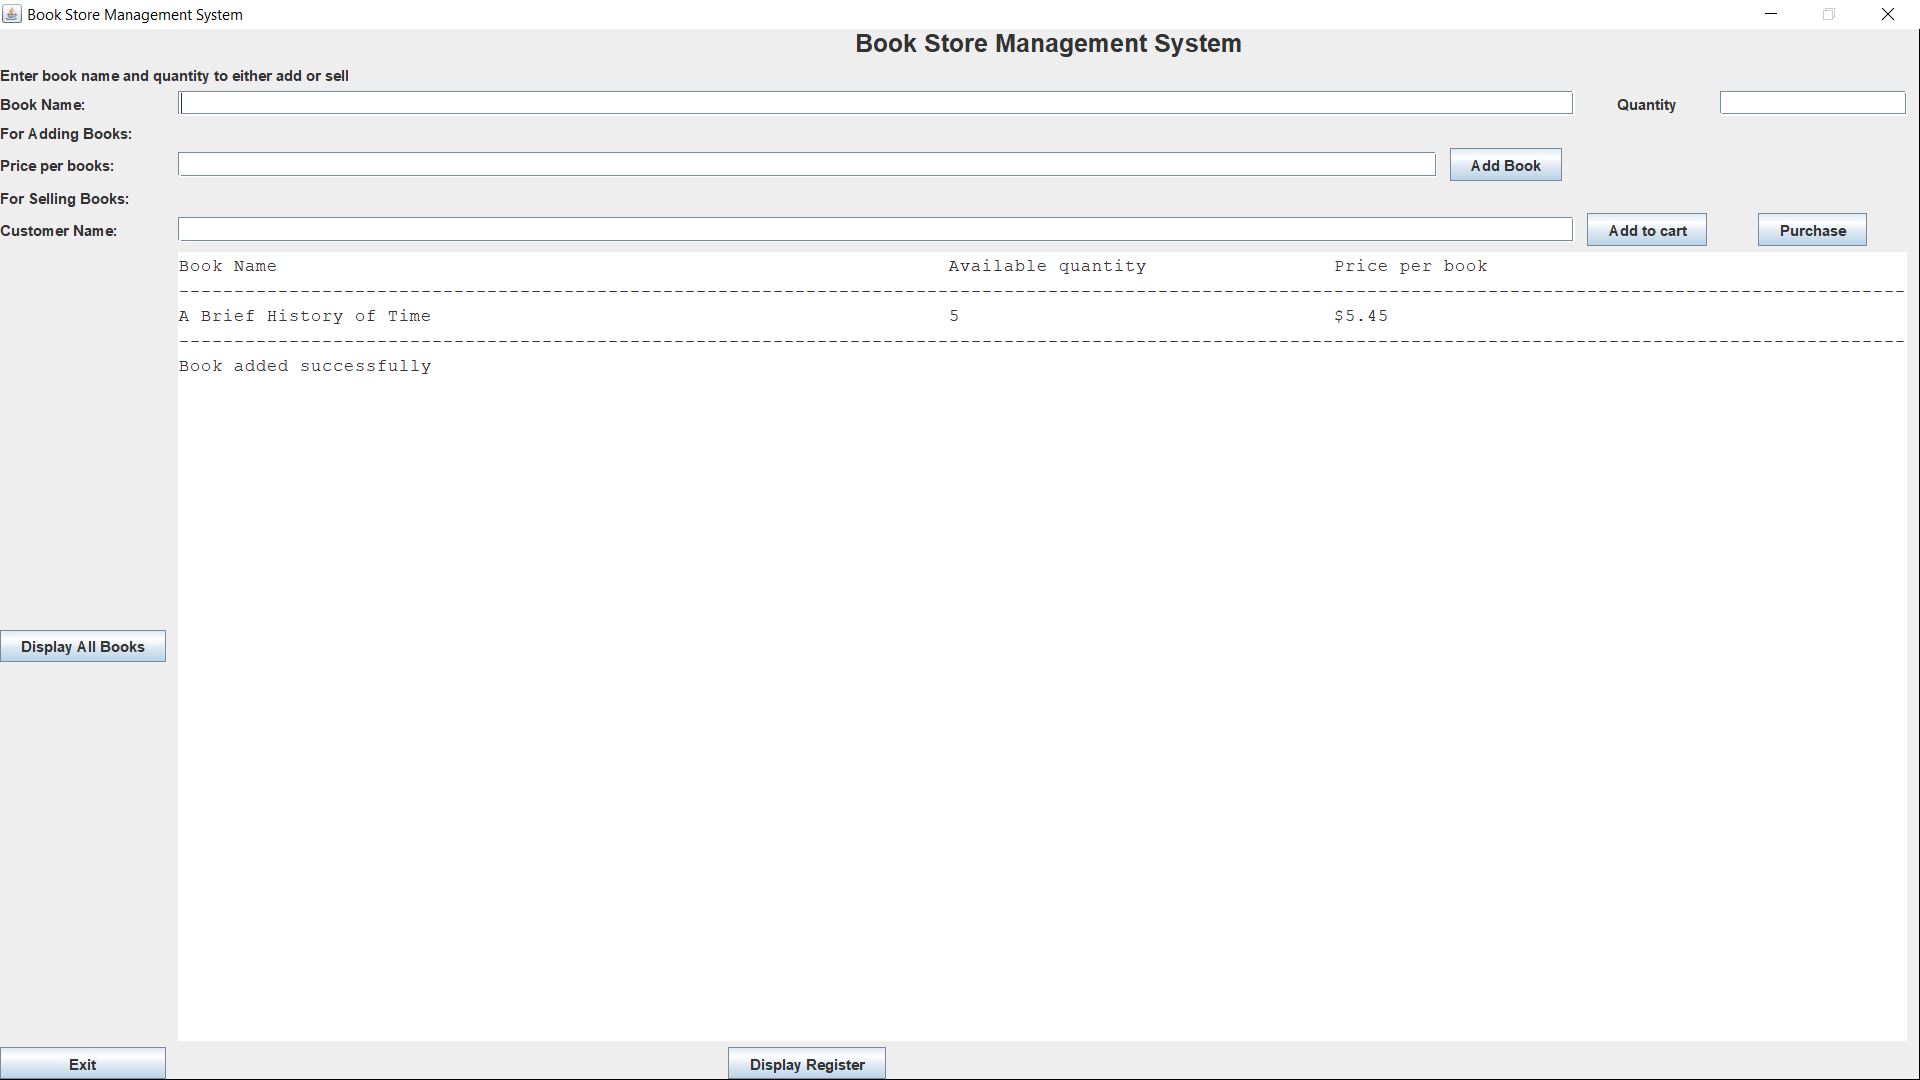 Book Store Management System
Book Store Management System
Enter book name and quantity to either add or sell
Book Name: Quantity
For Adding Books:
Price per books: Add Book
For Selling Books:
Customer Name: Add to cart Purchase
Book Name Available quantity Price per book
------------------------------------------------------------------------------------------------------------------------------------------------------------
A Brief History of Time 5 $5.45
------------------------------------------------------------------------------------------------------------------------------------------------------------
Book added successfully
Display All Books
Exit Display Register